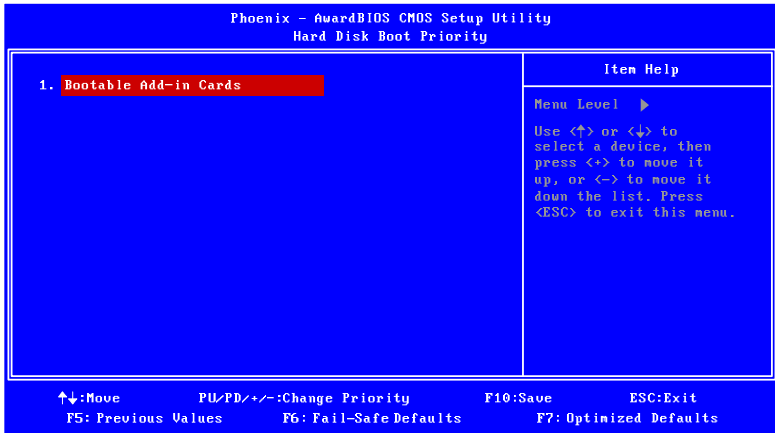 Phoenix - AwardBIOS CMOS Setup Utility
Hard Disk Boot Priority
1. Bootable Add-in Cards
Item Help
Menu Level ▶
Use <↑> or <↓> to
select a device, then
press <+> to move it
up, or <-> to move it
down the list. Press
<ESC> to exit this menu.
↑↓:Move PU/PD/+/-:Change Priority F10:Save ESC:Exit
F5: Previous Values F6: Fail-Safe Defaults F7: Optimized Defaults